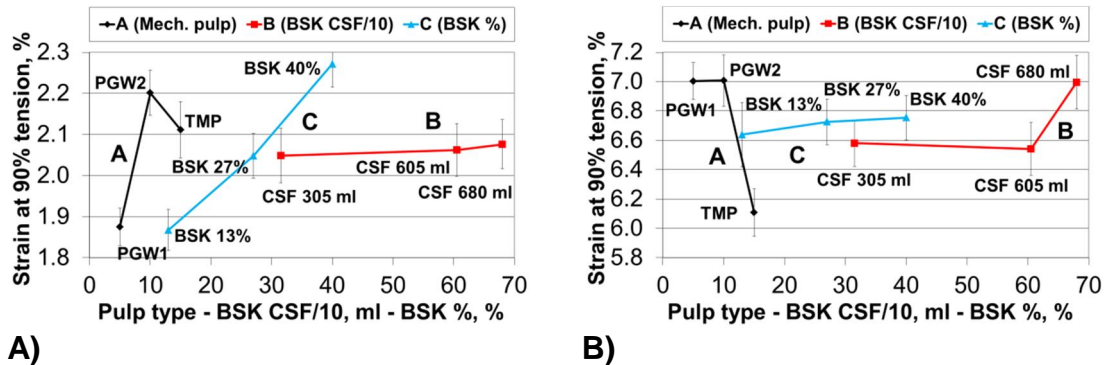 A (Mech. pulp) B (BSK CSF/10) C (BSK %)
Strain at 90% tension, %
2.3
2.2
2.1
2.0
1.9
1.8
0 10 20 30 40 50 60 70
Pulp type - BSK CSF/10, ml - BSK %, %
BSK 40%
PGW2
TMP
C
B
A
BSK 27%
CSF 305 ml
CSF 605 ml
CSF 680 ml
BSK 13%
PGW1
A)
A (Mech. pulp) B (BSK CSF/10) C (BSK %)
Strain at 90% tension, %
7.2
7.0
6.8
6.6
6.4
6.2
6.0
5.8
0 10 20 30 40 50 60 70
Pulp type - BSK CSF/10, ml - BSK %, %
PGW2
CSF 680 ml
PGW1
BSK 27%
BSK 13%
BSK 40%
B
A
C
CSF 305 ml
CSF 605 ml
TMP
B)